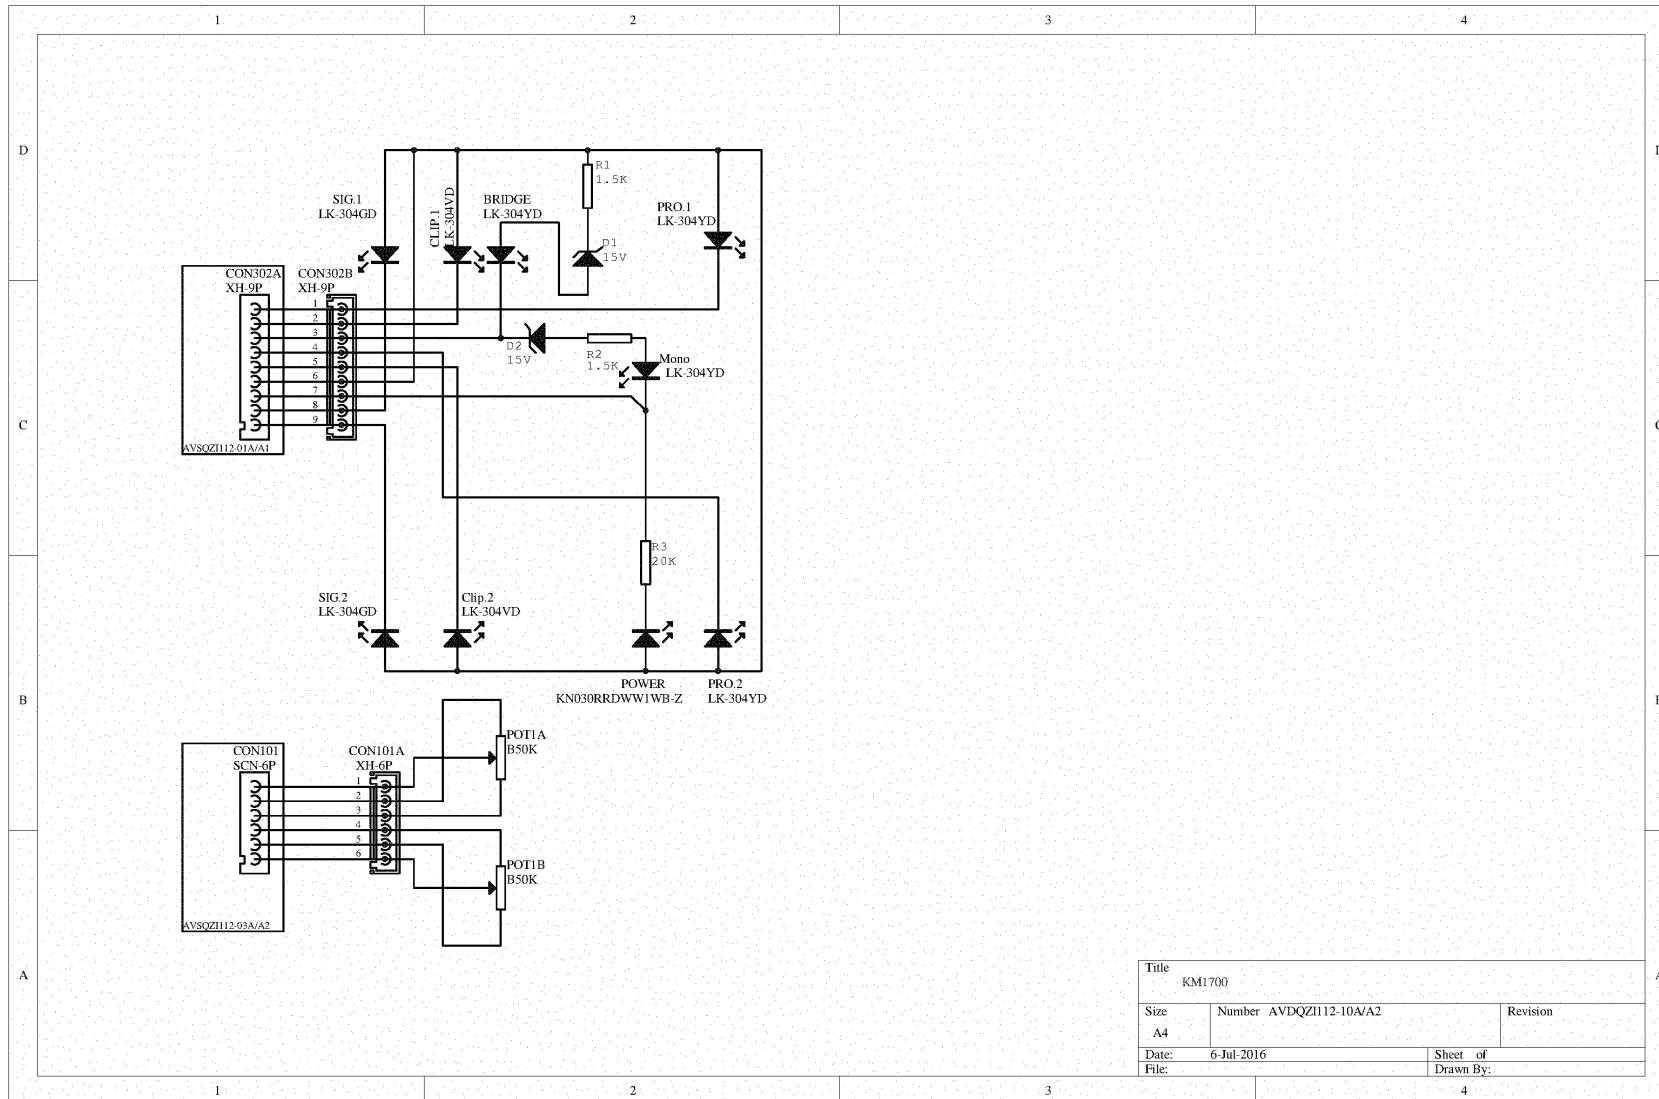 1 2 3 4
D
R1
1.5K
SIG.1
LK-304GD
CLIP.1
LK-304VD
BRIDGE
LK-304YD
PRO.1
LK-304YD
D1
15V
CON302A
XH-9P
CON302B
XH-9P
1
2
3
4
5
6
7
8
9
D2
15V
R2
1.5K
Mono
LK-304YD
C
AVSQZI112-01A/A1
R3
20K
SIG.2
LK-304GD
Clip.2
LK-304VD
POWER
KN030RRDWW1WB-Z
PRO.2
LK-304YD
B
POT1A
B50K
CON101
SCN-6P
CON101A
XH-6P
1
2
3
4
5
6
POT1B
B50K
AVSQZI112-03A/A2
A
Title
KM1700
Size
A4
Number AVDQZI112-10A/A2
Revision
Date: 6-Jul-2016
Sheet of
File:
Drawn By:
1 2 3 4